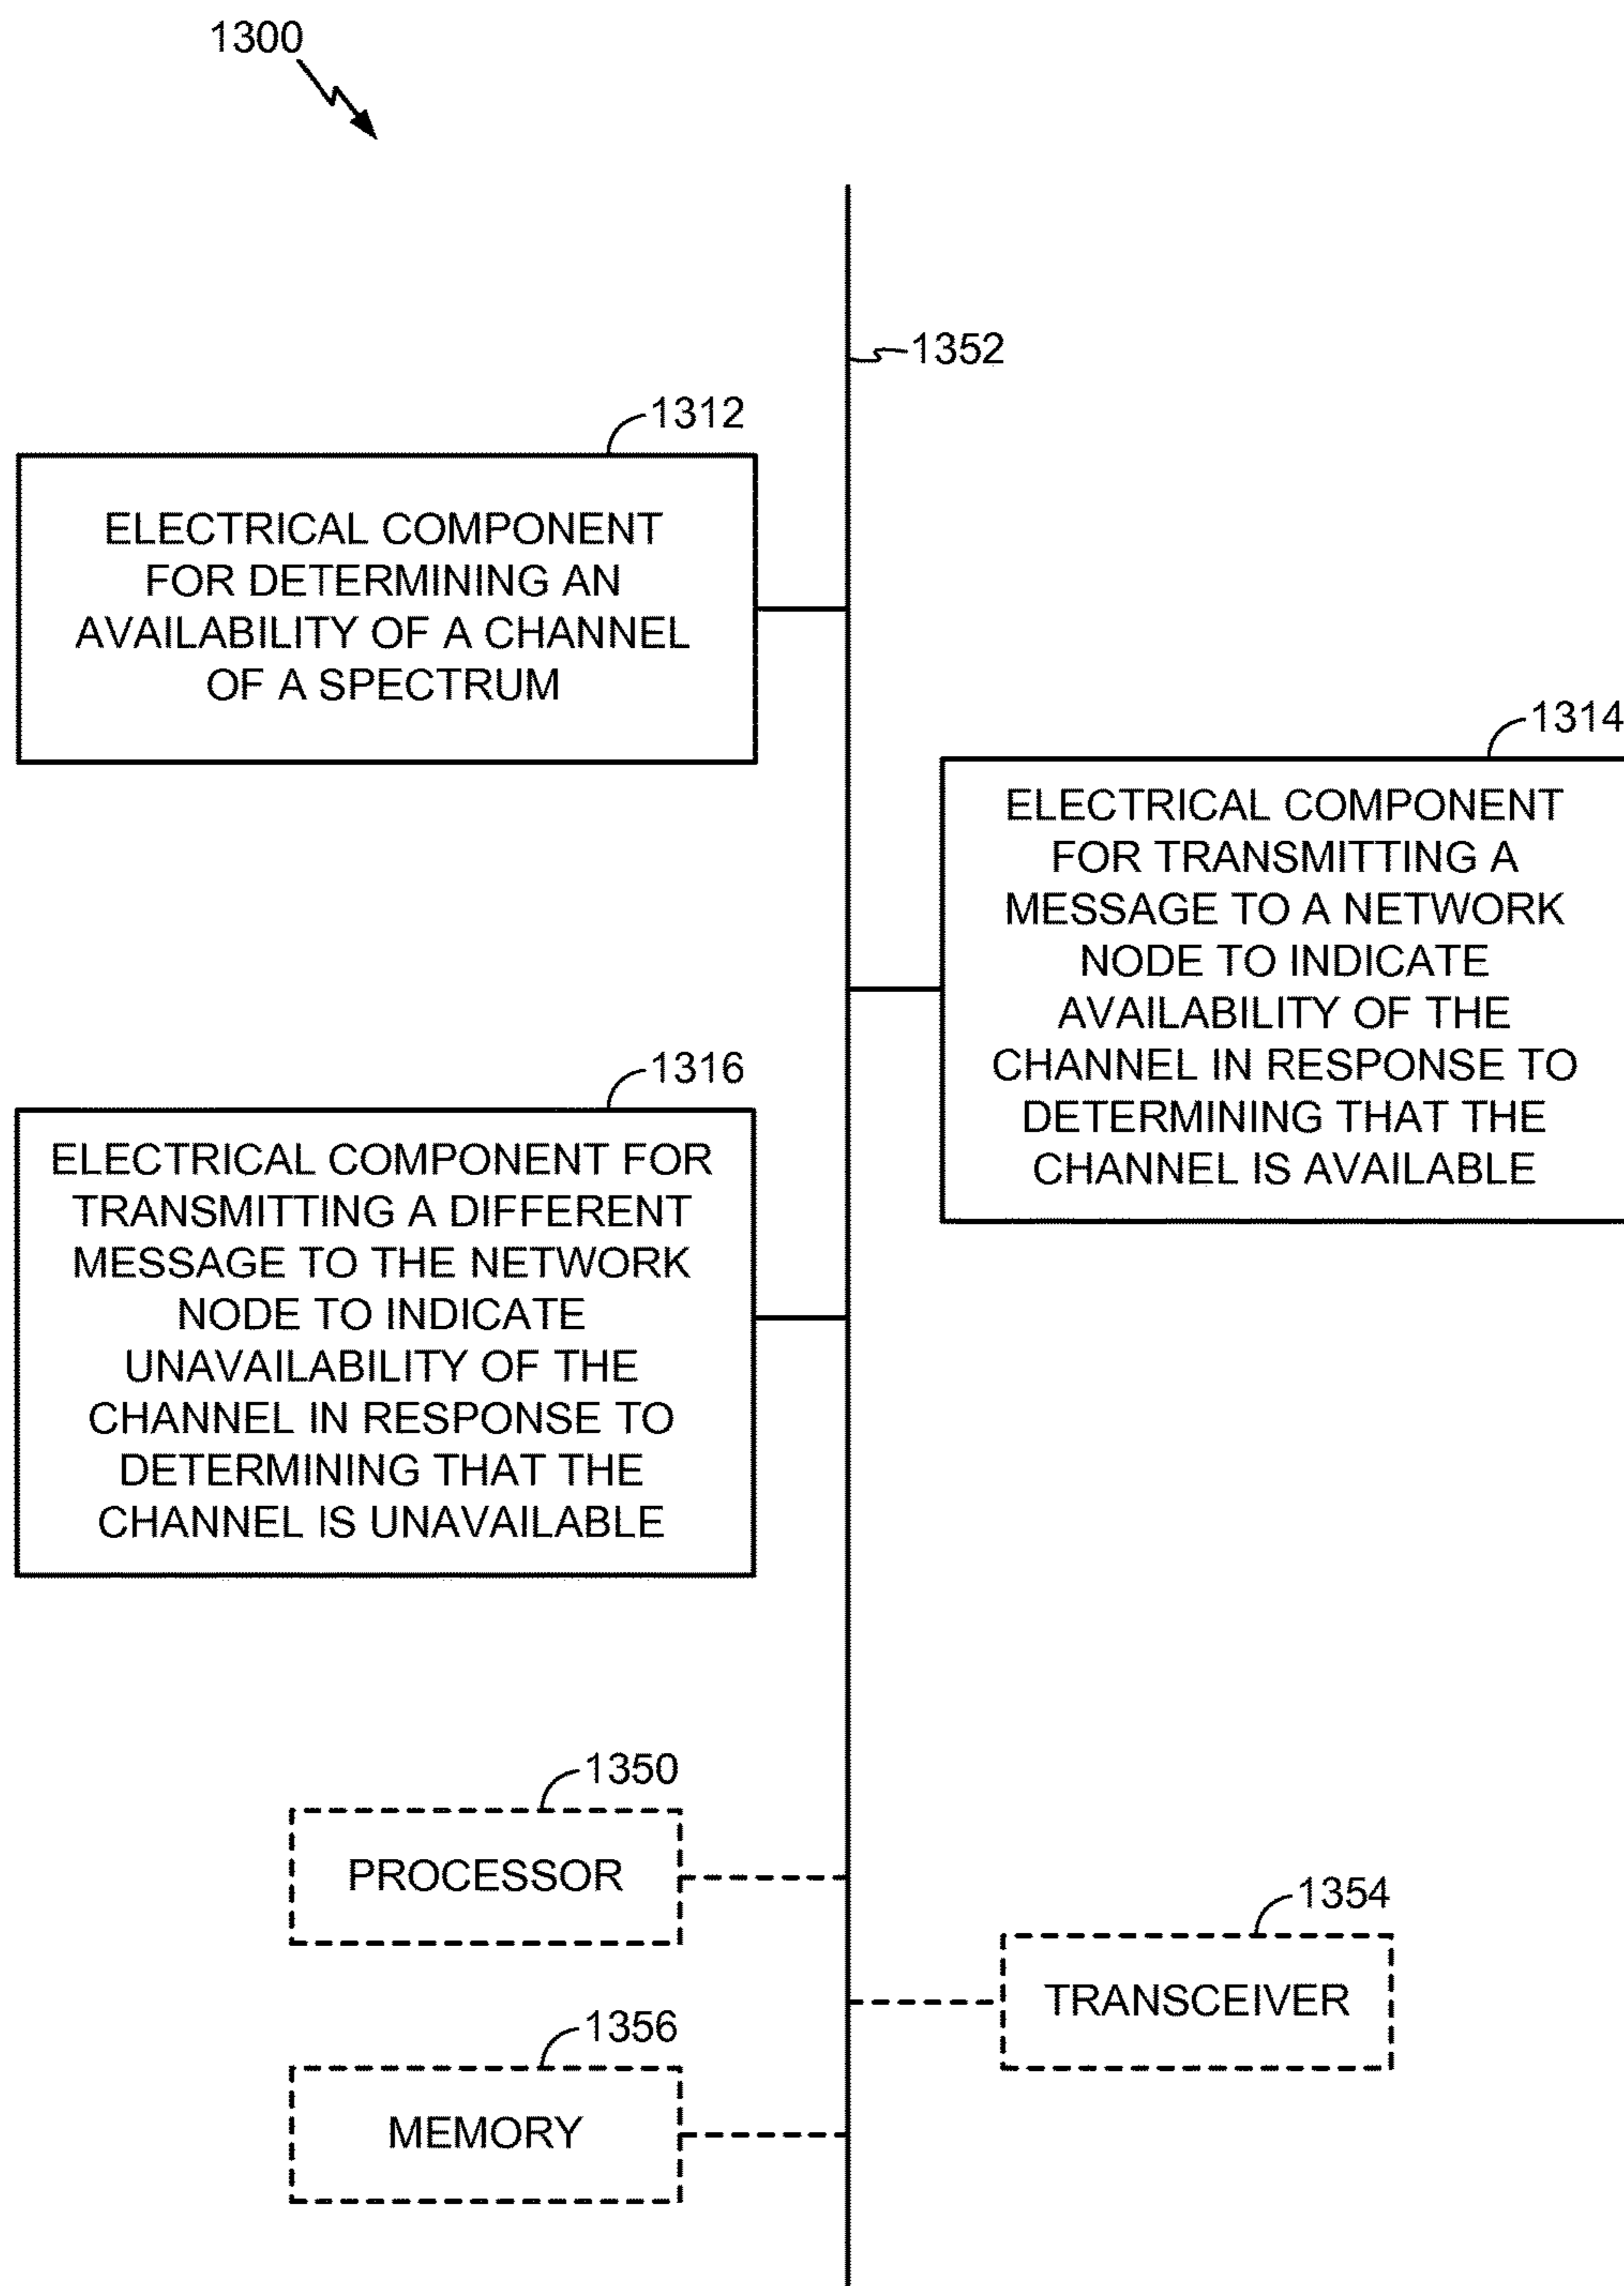 1300
1352
1312
ELECTRICAL COMPONENT
FOR DETERMINING AN
AVAILABILITY OF A CHANNEL
OF A SPECTRUM
1314
ELECTRICAL COMPONENT
FOR TRANSMITTING A
MESSAGE TO A NETWORK
NODE TO INDICATE
AVAILABILITY OF THE
CHANNEL IN RESPONSE TO
DETERMINING THAT THE
CHANNEL IS AVAILABLE
1316
ELECTRICAL COMPONENT FOR
TRANSMITTING A DIFFERENT
MESSAGE TO THE NETWORK
NODE TO INDICATE
UNAVAILABILITY OF THE
CHANNEL IN RESPONSE TO
DETERMINING THAT THE
CHANNEL IS UNAVAILABLE
1350
PROCESSOR
1354
TRANSCEIVER
1356
MEMORY